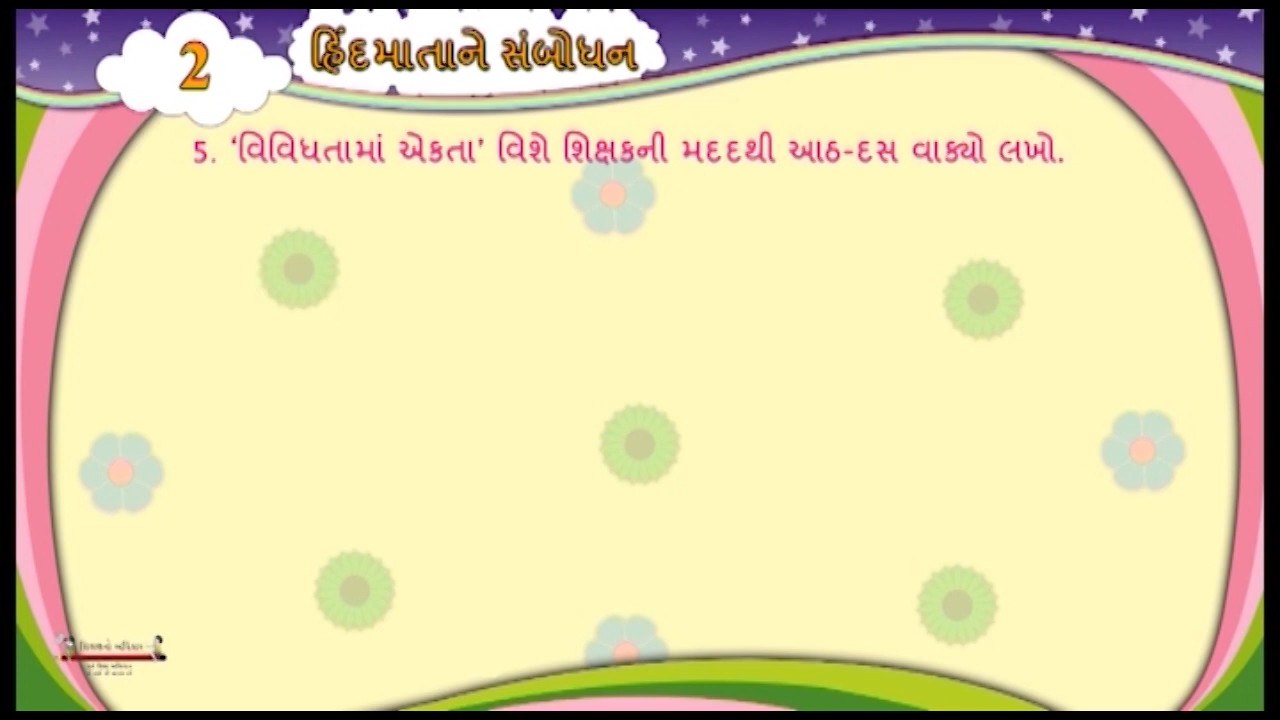 2
હિંદમાતાને સંબોધન
5. ‘વિવિધતામાં એકતા’ વિશે શિક્ષકની મદદથી આઠ-દસ વાક્યો લખો.